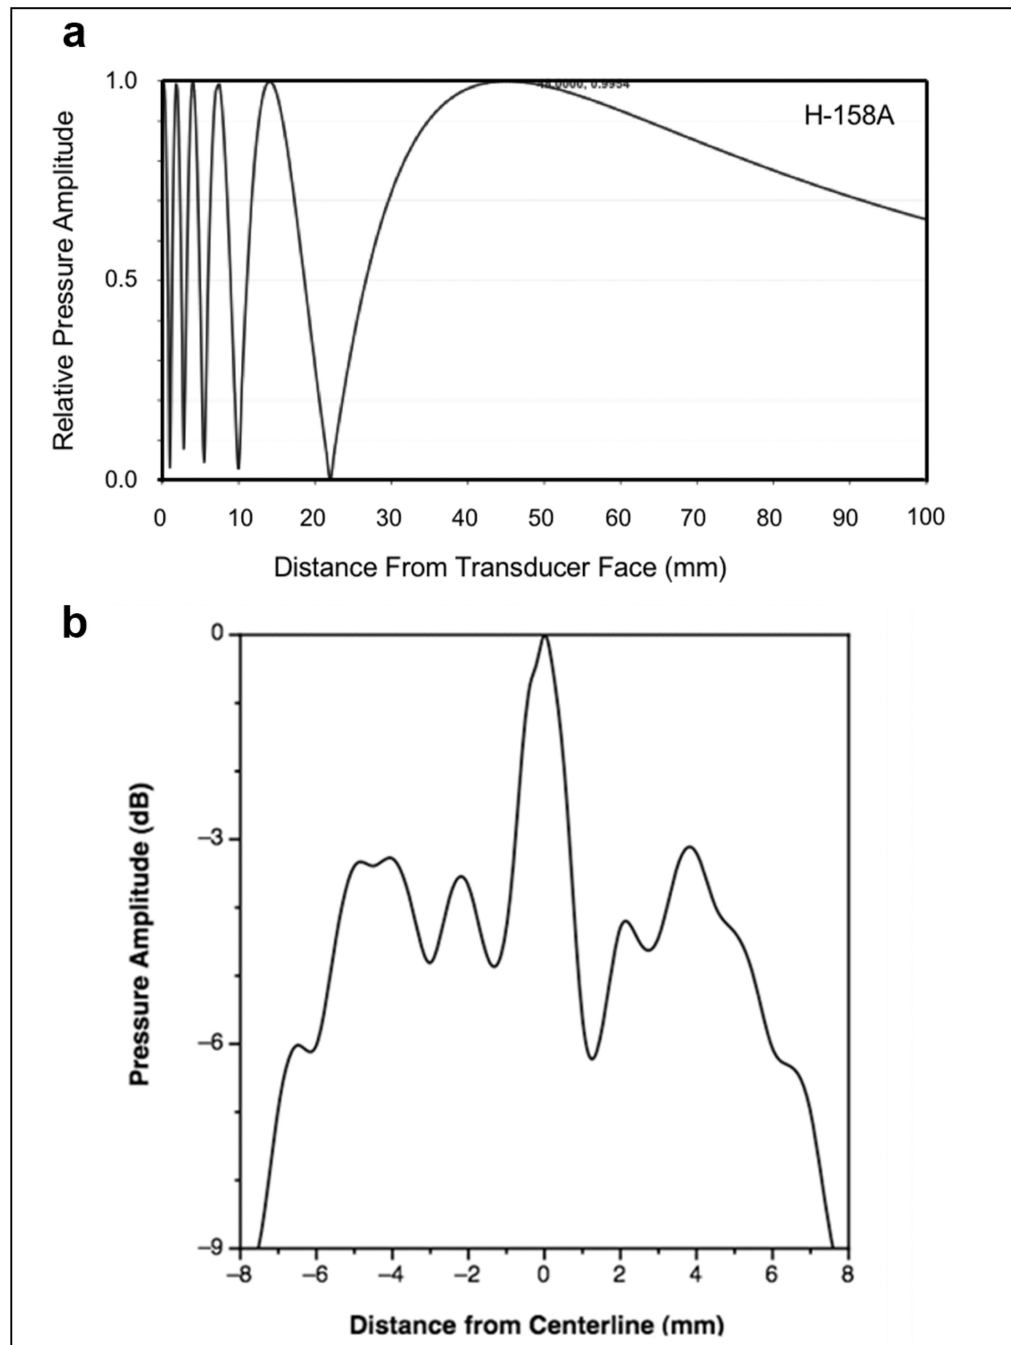 a
1.0
0.5
0.0
Relative Pressure Amplitude
0.9954
H-158A
0 10 20 30 40 50 60 70 80 90 100
Distance From Transducer Face (mm)
b
0
−3
−6
−9
Pressure Amplitude (dB)
−8 −6 −4 −2 0 2 4 6 8
Distance from Centerline (mm)